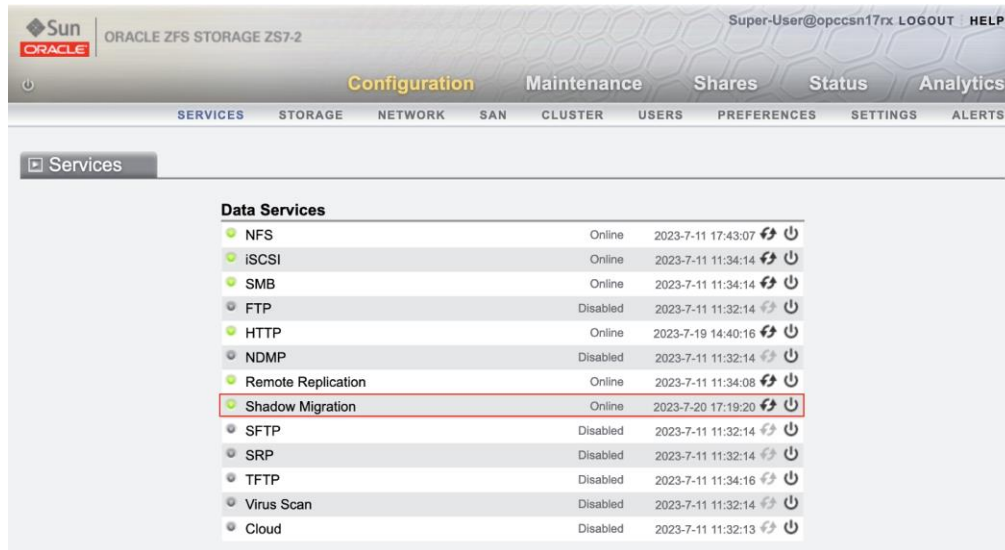 Super-User@opccsn17rx LOGOUT HELP
Sun
ORACLE
ORACLE ZFS STORAGE ZS7-2
Configuration Maintenance Shares Status Analytics
SERVICES STORAGE NETWORK SAN CLUSTER USERS PREFERENCES SETTINGS ALERTS
Services
Data Services
NFS Online 2023-7-11 17:43:07
iSCSI Online 2023-7-11 11:34:14
SMB Online 2023-7-11 11:34:14
FTP Disabled 2023-7-11 11:32:14
HTTP Online 2023-7-19 14:40:16
NDMP Disabled 2023-7-11 11:32:14
Remote Replication Online 2023-7-11 11:34:08
Shadow Migration Online 2023-7-20 17:19:20
SFTP Disabled 2023-7-11 11:32:14
SRP Disabled 2023-7-11 11:32:14
TFTP Disabled 2023-7-11 11:34:16
Virus Scan Disabled 2023-7-11 11:32:14
Cloud Disabled 2023-7-11 11:32:13